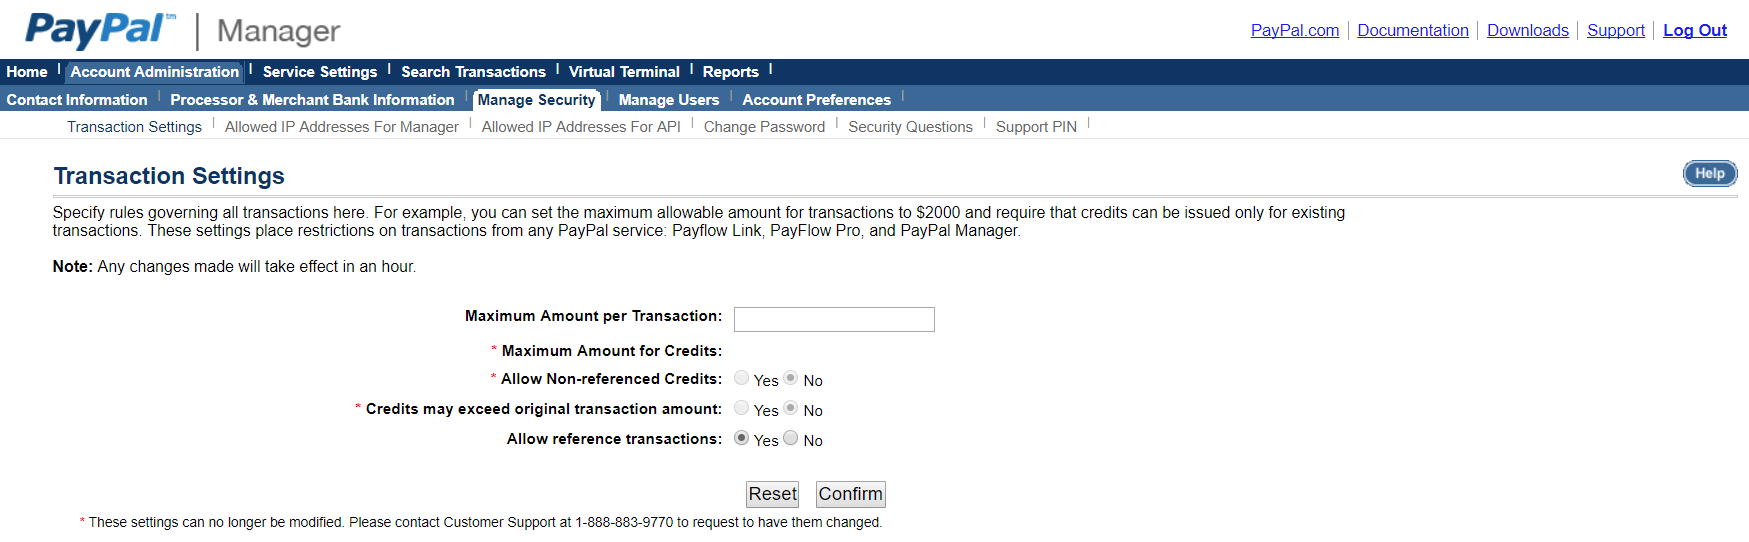 PayPal™ | Manager
PayPal.com | Documentation | Downloads | Support | Log Out
Home | Account Administration | Service Settings | Search Transactions | Virtual Terminal | Reports |
Contact Information | Processor & Merchant Bank Information | Manage Security | Manage Users | Account Preferences |
Transaction Settings | Allowed IP Addresses For Manager | Allowed IP Addresses For API | Change Password | Security Questions | Support PIN |
Transaction Settings
Help
Specify rules governing all transactions here. For example, you can set the maximum allowable amount for transactions to $2000 and require that credits can be issued only for existing
transactions. These settings place restrictions on transactions from any PayPal service: Payflow Link, PayFlow Pro, and PayPal Manager.
Note: Any changes made will take effect in an hour.
Maximum Amount per Transaction:
* Maximum Amount for Credits:
* Allow Non-referenced Credits: Yes No
* Credits may exceed original transaction amount: Yes No
Allow reference transactions: Yes No
Reset Confirm
* These settings can no longer be modified. Please contact Customer Support at 1-888-883-9770 to request to have them changed.